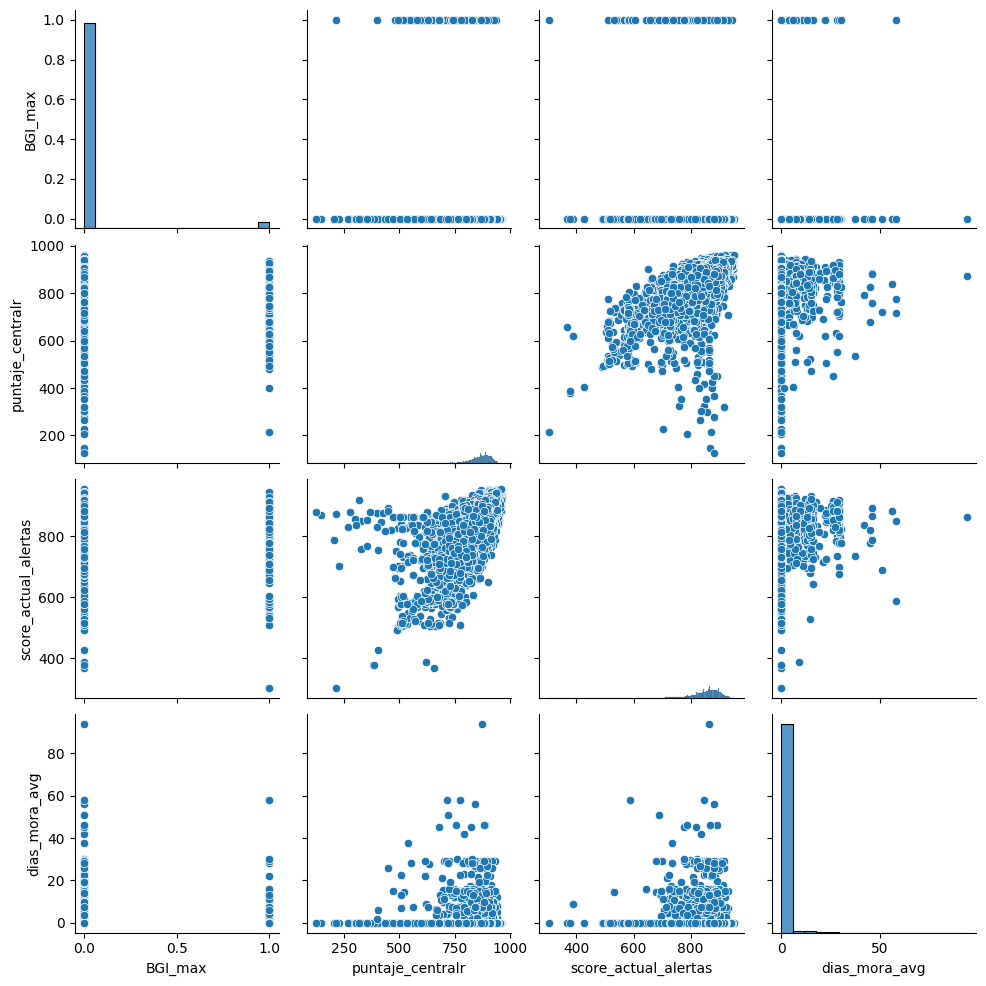 1.0
0.8
0.6
0.4
0.2
0.0
BGI_max
1000
800
600
400
200
puntaje_centralr
800
600
400
score_actual_alertas
80
60
40
20
0
dias_mora_avg
0.0 0.5 1.0
250 500 750 1000
400 600 800
0 50
BGI_max
puntaje_centralr
score_actual_alertas
dias_mora_avg